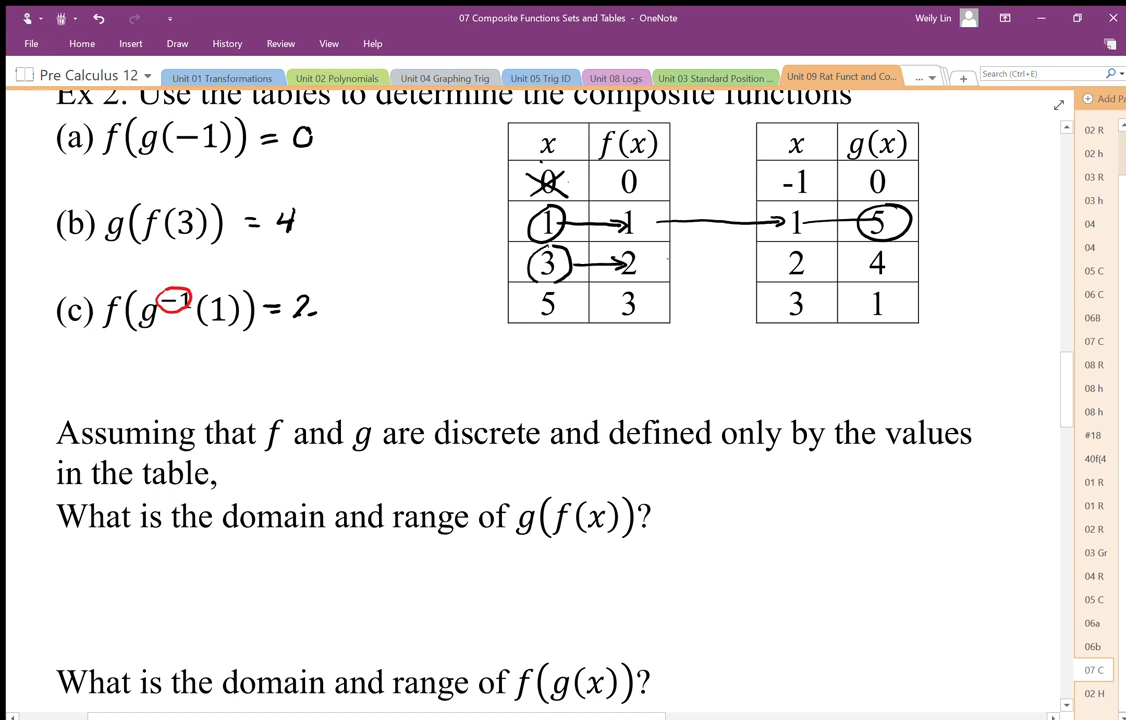 07 Composite Functions Sets and Tables - OneNote
Weily Lin
File Home Insert Draw History Review View Help
Pre Calculus 12
Unit 01 Transformations
Unit 02 Polynomials
Unit 04 Graphing Trig
Unit 05 Trig ID
Unit 08 Logs
Unit 03 Standard Position ...
Unit 09 Rat Funct and Co...
...
Search (Ctrl+E)
Add Pa
Ex 2. Use the tables to determine the composite functions
(a) f(g(−1)) = 0
(b) g(f(3)) = 4
(c) f(g⁻¹(1)) = 2
x f(x)
0 0
1 1
3 2
5 3
x g(x)
-1 0
1 5
2 4
3 1
Assuming that f and g are discrete and defined only by the values
in the table,
What is the domain and range of g(f(x))?
What is the domain and range of f(g(x))?
02 R
02 h
03 R
03 h
04
04
05 C
06 C
06B
07 C
08 R
08 h
08 h
#18
40f(4
01 R
01 R
02 R
03 Gr
04 R
05 C
06a
06b
07 C
02 H